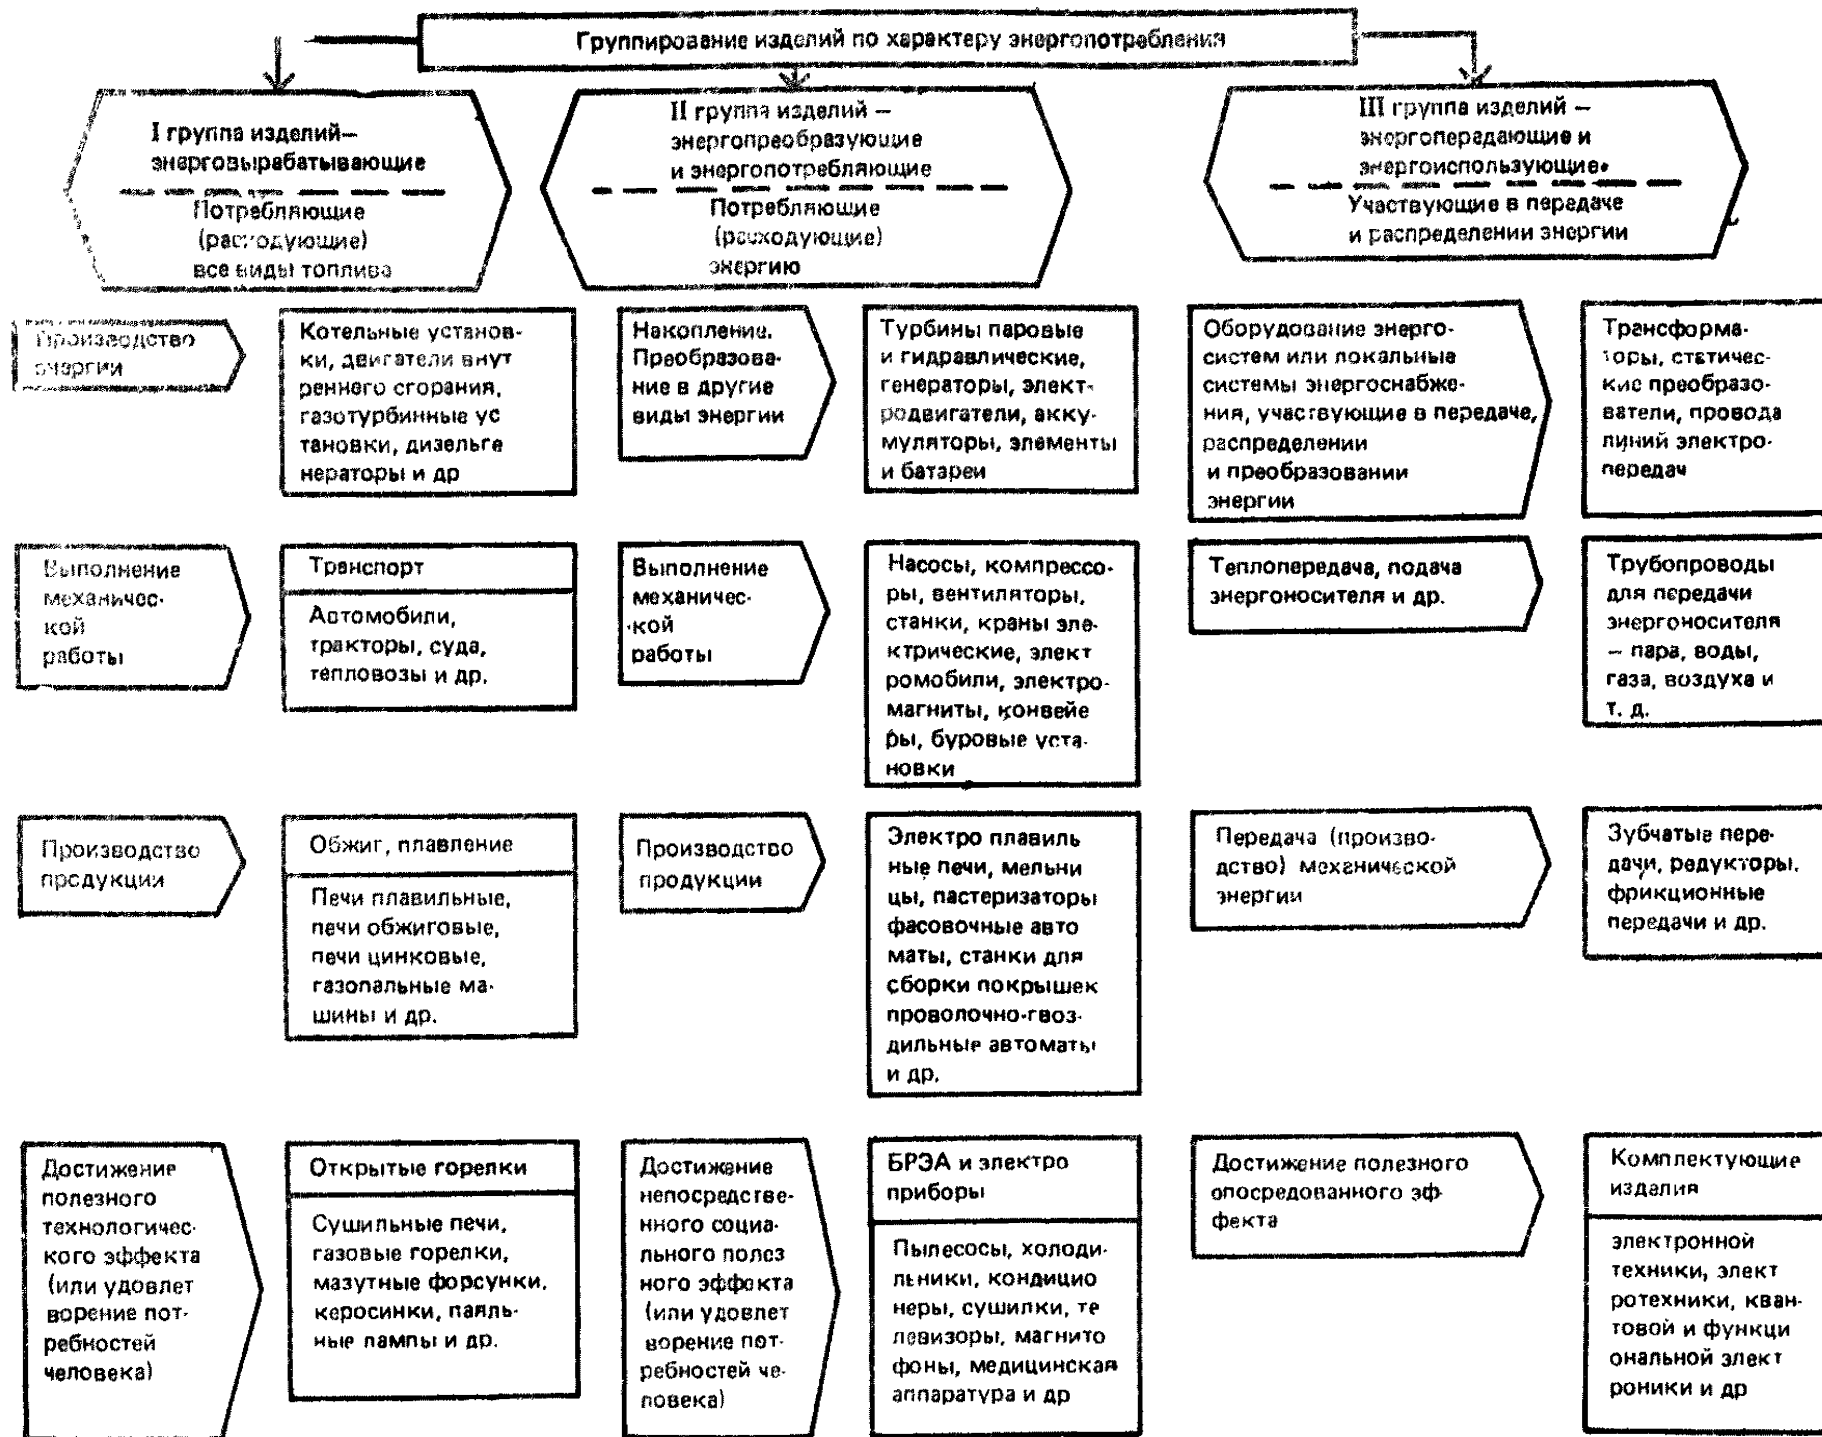 Группирование изделий по характеру энергопотребления
I группа изделий—
энерговырабатывающие
Потребляющие
(расходующие)
все виды топлива
II группа изделий —
энергопреобразующие
и энергопотребляющие
Потребляющие
(расходующие)
энергию
III группа изделий —
энергоперадающие и
энергоиспользующие
Участвующие в передаче
и распределении энергии
Производство
энергии
Котельные установ-
ки, двигатели внут
реннего сгорания,
газотурбинные ус
тановки, дизельге
нераторы и др
Накопление.
Преобразова-
ние в другие
виды энергии
Турбины паровые
и гидравлические,
генераторы, элект-
родвигатели, акку-
муляторы, элементы
и батареи
Оборудование энерго-
систем или локальные
системы энергоснабже-
ния, участвующие в передаче,
распределении
и преобразовании
энергии
Трансформа-
торы, статичес-
кие преобразо-
ватели, провода
линий электро-
передач
Выполнение
механичес-
кой
работы
Транспорт
Автомобили,
тракторы, суда,
тепловозы и др.
Выполнение
механичес-
кой
работы
Насосы, компрессо-
ры, вентиляторы,
станки, краны эле-
ктрические, элект
ромобили, электро-
магниты, конвейе
ры, буровые уста-
новки
Теплопередача, подача
энергоносителя и др.
Трубопроводы
для передачи
энергоносителя
— пара, воды,
газа, воздуха и
т. д.
Производство
продукции
Обжиг, плавление
Печи плавильные,
печи обжиговые,
печи цинковые,
газопальные ма-
шины и др.
Производство
продукции
Электро плавиль
ные печи, мельни
цы, пастеризаторы
фасовочные авто
маты, станки для
сборки покрышек
проволочно-гвоз-
дильные автоматы
и др.
Передача (произво-
дство) механической
энергии
Зубчатые пере-
дачи, редукторы,
фрикционные
передачи и др.
Достижение
полезного
технологичес-
кого эффекта
(или удовлет
ворение пот-
ребностей
человека)
Открытые горелки
Сушильные печи,
газовые горелки,
мазутные форсунки,
керосинки, паяль-
ные лампы и др.
Достижение
непосредстве-
нного социа-
льного полез
ного эффекта
(или удовлет
ворение пот-
ребностей че-
ловека)
БРЭА и электро
приборы
Пылесосы, холоди-
льники, кондицио
неры, сушилки, те
левизоры, магнито
фоны, медицинская
аппаратура и др
Достижение полезного
опосредованного эф
фекта
Комплектующие
изделия
электронной
техники, элект
ротехники, кван-
товой и функци
ональной элект
роники и др